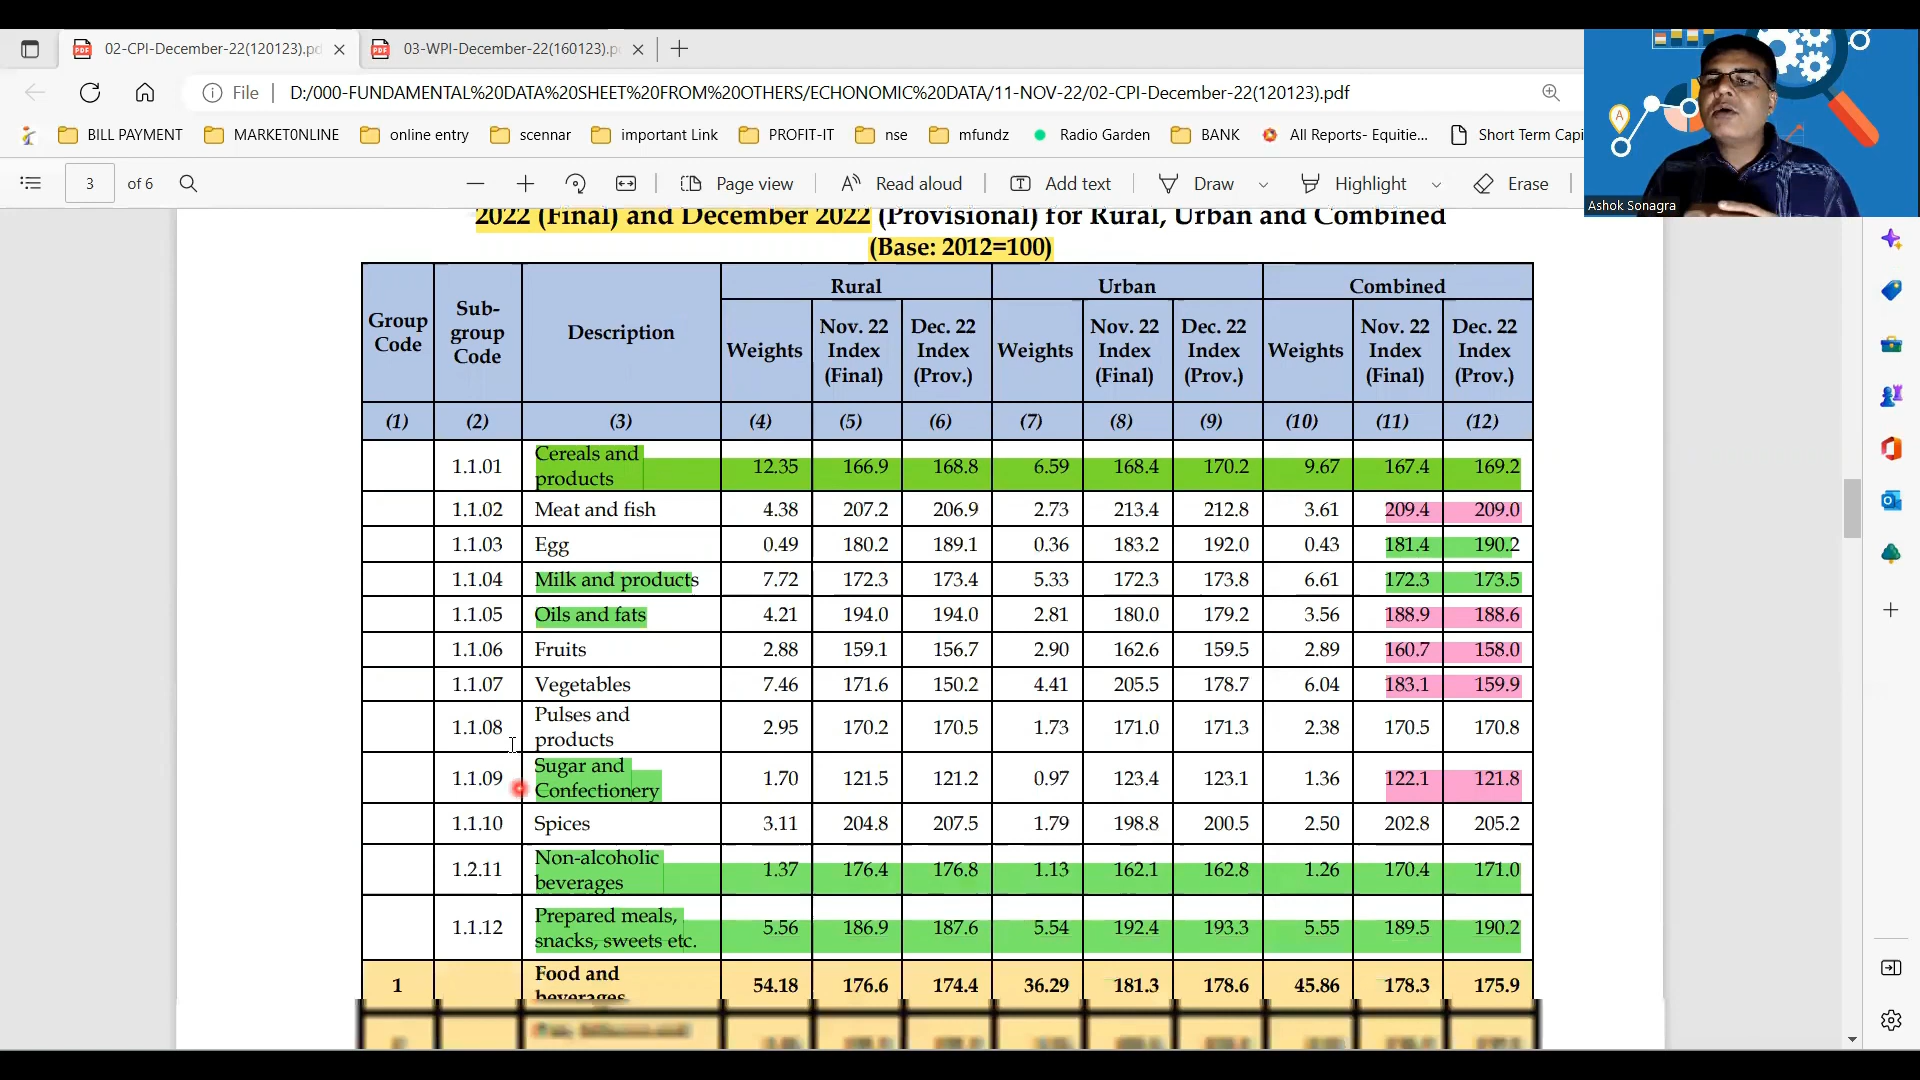 02-CPI-December-22(120123).pd
03-WPI-December-22(160123).p
File
D:/000-FUNDAMENTAL%20DATA%20SHEET%20FROM%20OTHERS/ECHONOMIC%20DATA/11-NOV-22/02-CPI-December-22(120123).pdf
BILL PAYMENT MARKET0NLINE online entry scennar important Link PROFIT-IT nse mfundz Radio Garden BANK All Reports- Equitie... Short Term Capi
3 of 6 Page view Read aloud Add text Draw Highlight Erase
A
Ashok Sonagra
2022 (Final) and December 2022 (Provisional) for Rural, Urban and Combined
(Base: 2012=100)
Group Code Sub-group Code Description Rural Urban Combined
Weights Nov. 22 Index (Final) Dec. 22 Index (Prov.) Weights Nov. 22 Index (Final) Dec. 22 Index (Prov.) Weights Nov. 22 Index (Final) Dec. 22 Index (Prov.)
(1) (2) (3) (4) (5) (6) (7) (8) (9) (10) (11) (12)
1.1.01 Cereals and products 12.35 166.9 168.8 6.59 168.4 170.2 9.67 167.4 169.2
1.1.02 Meat and fish 4.38 207.2 206.9 2.73 213.4 212.8 3.61 209.4 209.0
1.1.03 Egg 0.49 180.2 189.1 0.36 183.2 192.0 0.43 181.4 190.2
1.1.04 Milk and products 7.72 172.3 173.4 5.33 172.3 173.8 6.61 172.3 173.5
1.1.05 Oils and fats 4.21 194.0 194.0 2.81 180.0 179.2 3.56 188.9 188.6
1.1.06 Fruits 2.88 159.1 156.7 2.90 162.6 159.5 2.89 160.7 158.0
1.1.07 Vegetables 7.46 171.6 150.2 4.41 205.5 178.7 6.04 183.1 159.9
1.1.08 Pulses and products 2.95 170.2 170.5 1.73 171.0 171.3 2.38 170.5 170.8
1.1.09 Sugar and Confectionery 1.70 121.5 121.2 0.97 123.4 123.1 1.36 122.1 121.8
1.1.10 Spices 3.11 204.8 207.5 1.79 198.8 200.5 2.50 202.8 205.2
1.2.11 Non-alcoholic beverages 1.37 176.4 176.8 1.13 162.1 162.8 1.26 170.4 171.0
1.1.12 Prepared meals, snacks, sweets etc. 5.56 186.9 187.6 5.54 192.4 193.3 5.55 189.5 190.2
1 Food and beverages 54.18 176.6 174.4 36.29 181.3 178.6 45.86 178.3 175.9